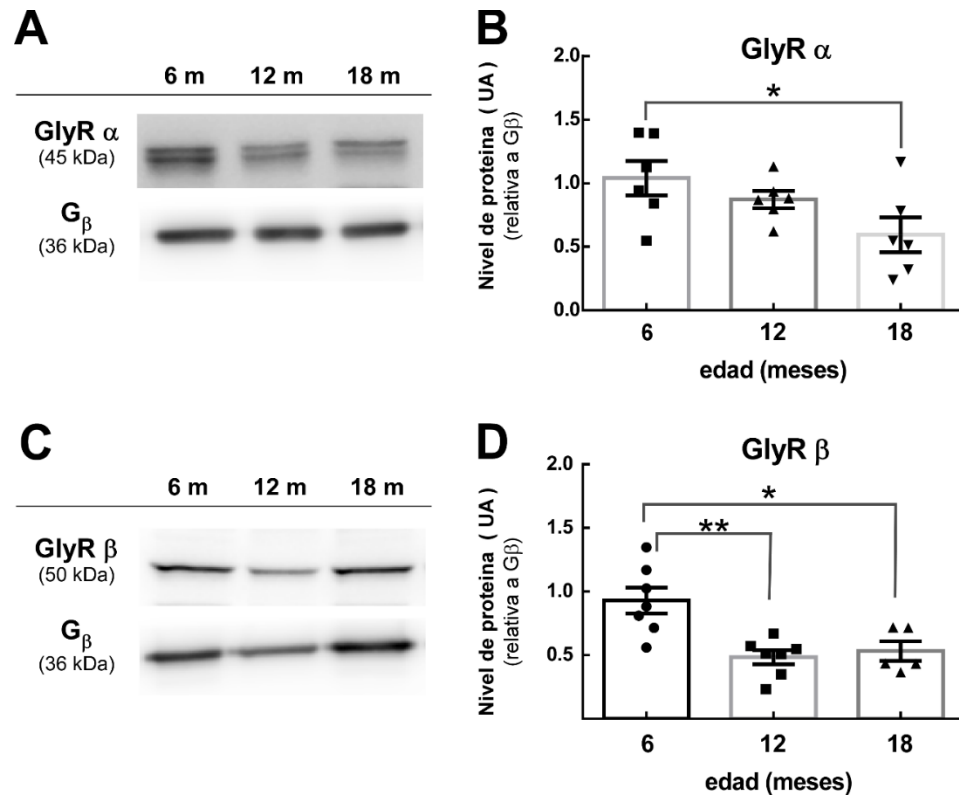 A
6 m 12 m 18 m
GlyR α
(45 kDa)
Gβ
(36 kDa)
B
GlyR α
Nivel de proteina ( UA )
(relativa a Gβ)
2.0
1.5
1.0
0.5
0.0
*
6 12 18
edad (meses)
C
6 m 12 m 18 m
GlyR β
(50 kDa)
Gβ
(36 kDa)
D
GlyR β
Nivel de proteina ( UA )
(relativa a Gβ)
2.0
1.5
1.0
0.5
*
**
6 12 18
edad (meses)